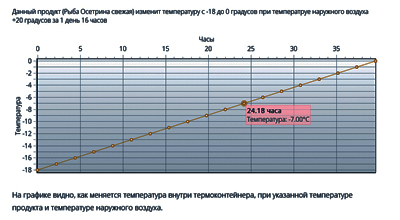 Данный продукт (Рыба Осетрина свежая) изменит температуру с -18 до 0 градусов при температруе наружного воздуха
+20 градусов за 1 день 16 часов
Часы
0 5 10 15 20 25 30 35
0
-2
-4
-6
-8
-10
-12
-14
-16
-18
Температура
24.18 часа
Температура: -7.00°C
На графике видно, как меняется температура внутри термоконтейнера, при указанной температуре
продукта и температуре наружного воздуха.